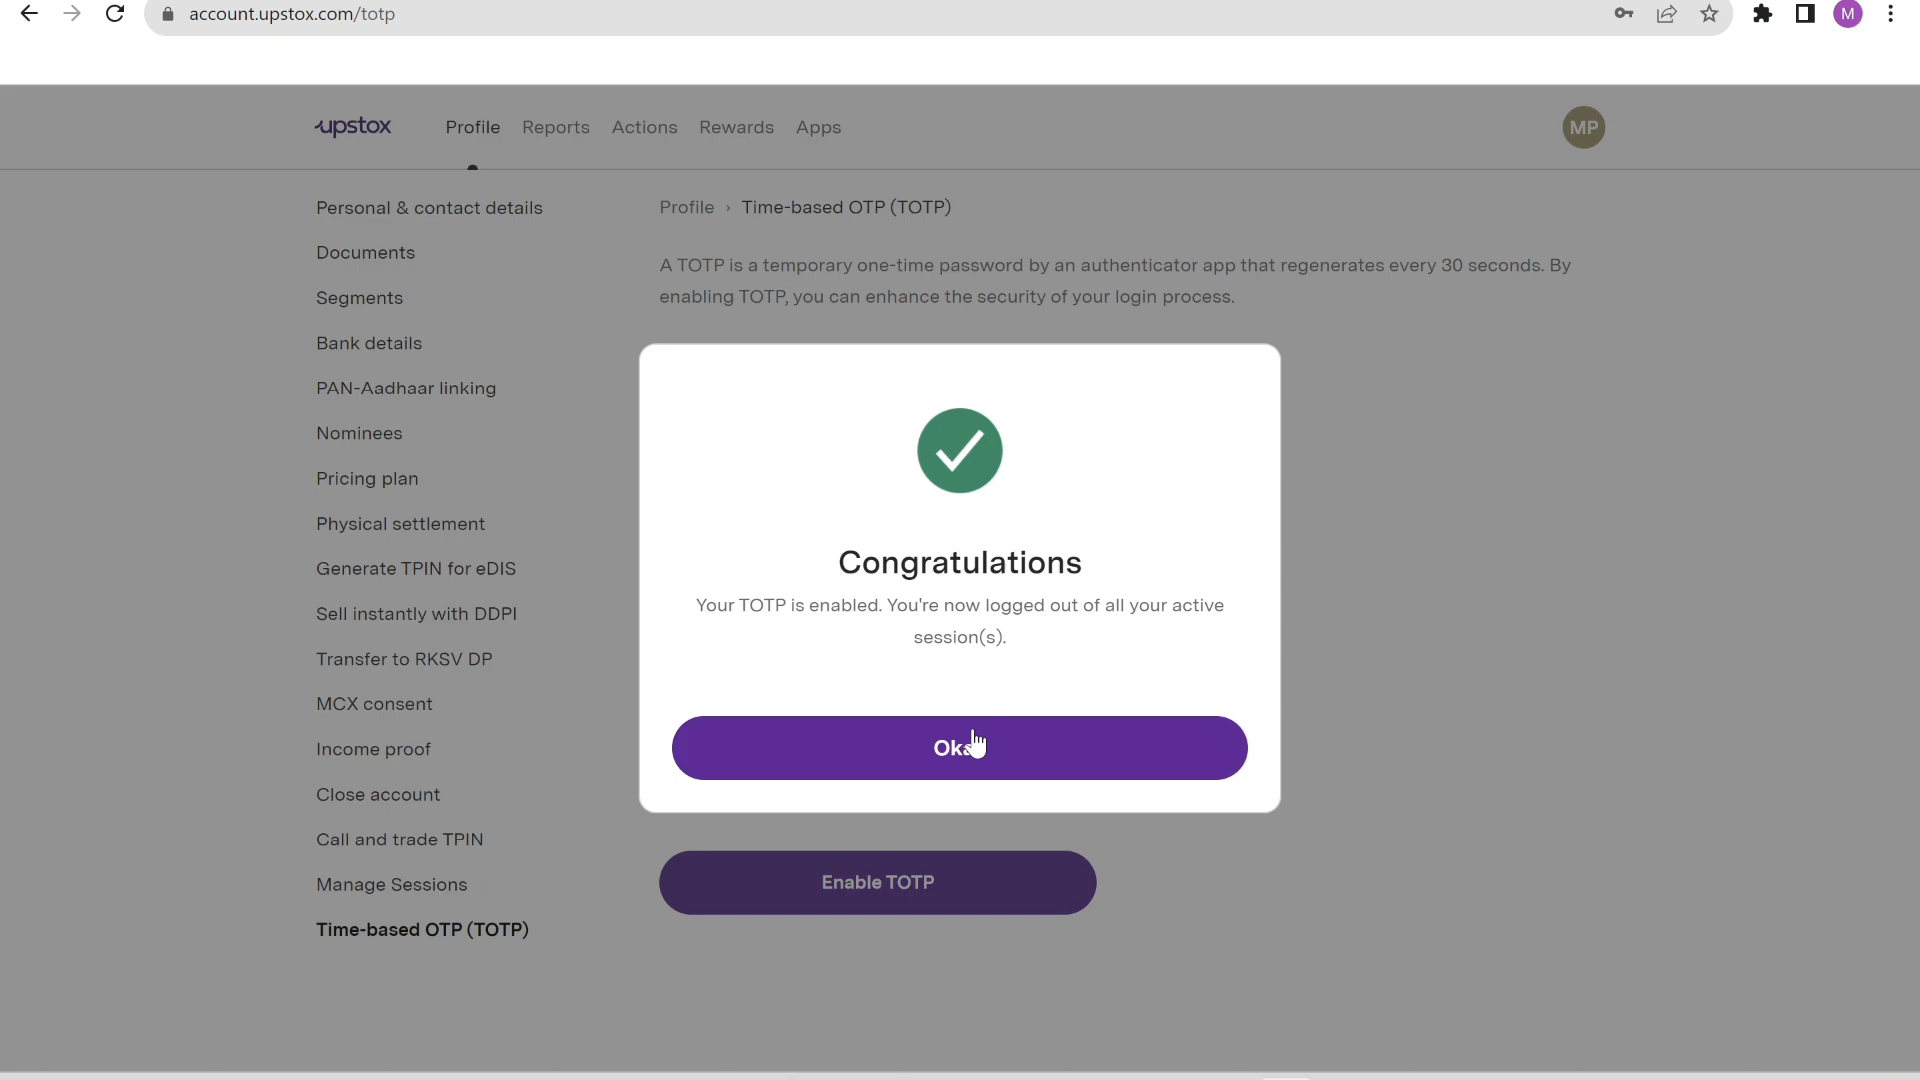 account.upstox.com/totp
M
upstox Profile Reports Actions Rewards Apps MP
Personal & contact details
Documents
Segments
Bank details
PAN-Aadhaar linking
Nominees
Pricing plan
Physical settlement
Generate TPIN for eDIS
Sell instantly with DDPI
Transfer to RKSV DP
MCX consent
Income proof
Close account
Call and trade TPIN
Manage Sessions
Time-based OTP (TOTP)
Profile › Time-based OTP (TOTP)
A TOTP is a temporary one-time password by an authenticator app that regenerates every 30 seconds. By
enabling TOTP, you can enhance the security of your login process.
Congratulations
Your TOTP is enabled. You're now logged out of all your active
session(s).
Enable TOTP